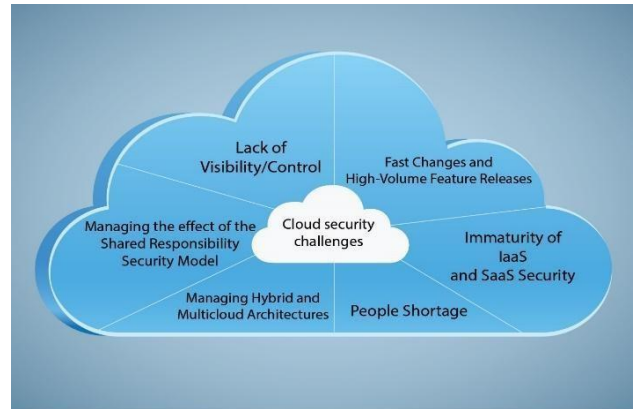 Lack of
Visibility/Control
Fast Changes and
High-Volume Feature Releases
Managing the effect of the
Shared Responsibility
Security Model
Cloud security
challenges
Immaturity of
IaaS
and SaaS Security
Managing Hybrid and
Multicloud Architectures
People Shortage